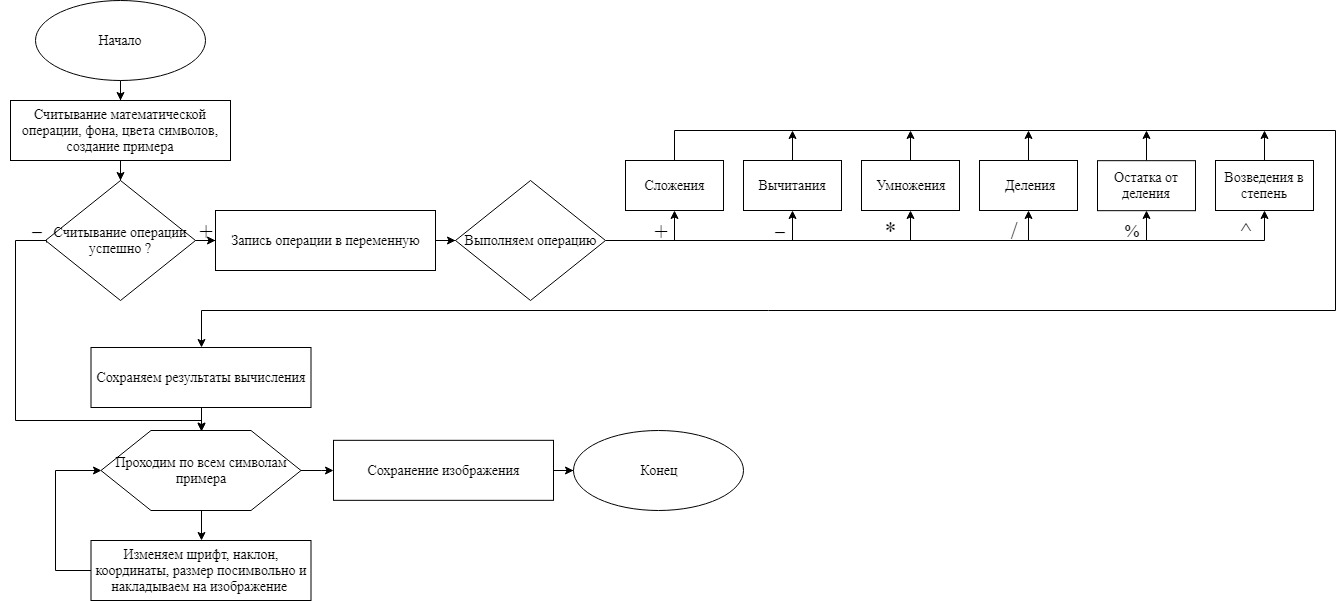 Начало
Считывание математической
операции, фона, цвета символов,
создание примера
Считывание операции
успешно ?
−
+
Запись операции в переменную
Выполняем операцию
+
−
*
/
%
^
Сложения
Вычитания
Умножения
Деления
Остатка от
деления
Возведения в
степень
Сохраняем результаты вычисления
Проходим по всем символам
примера
Сохранение изображения
Конец
Изменяем шрифт, наклон,
координаты, размер посимвольно и
накладываем на изображение